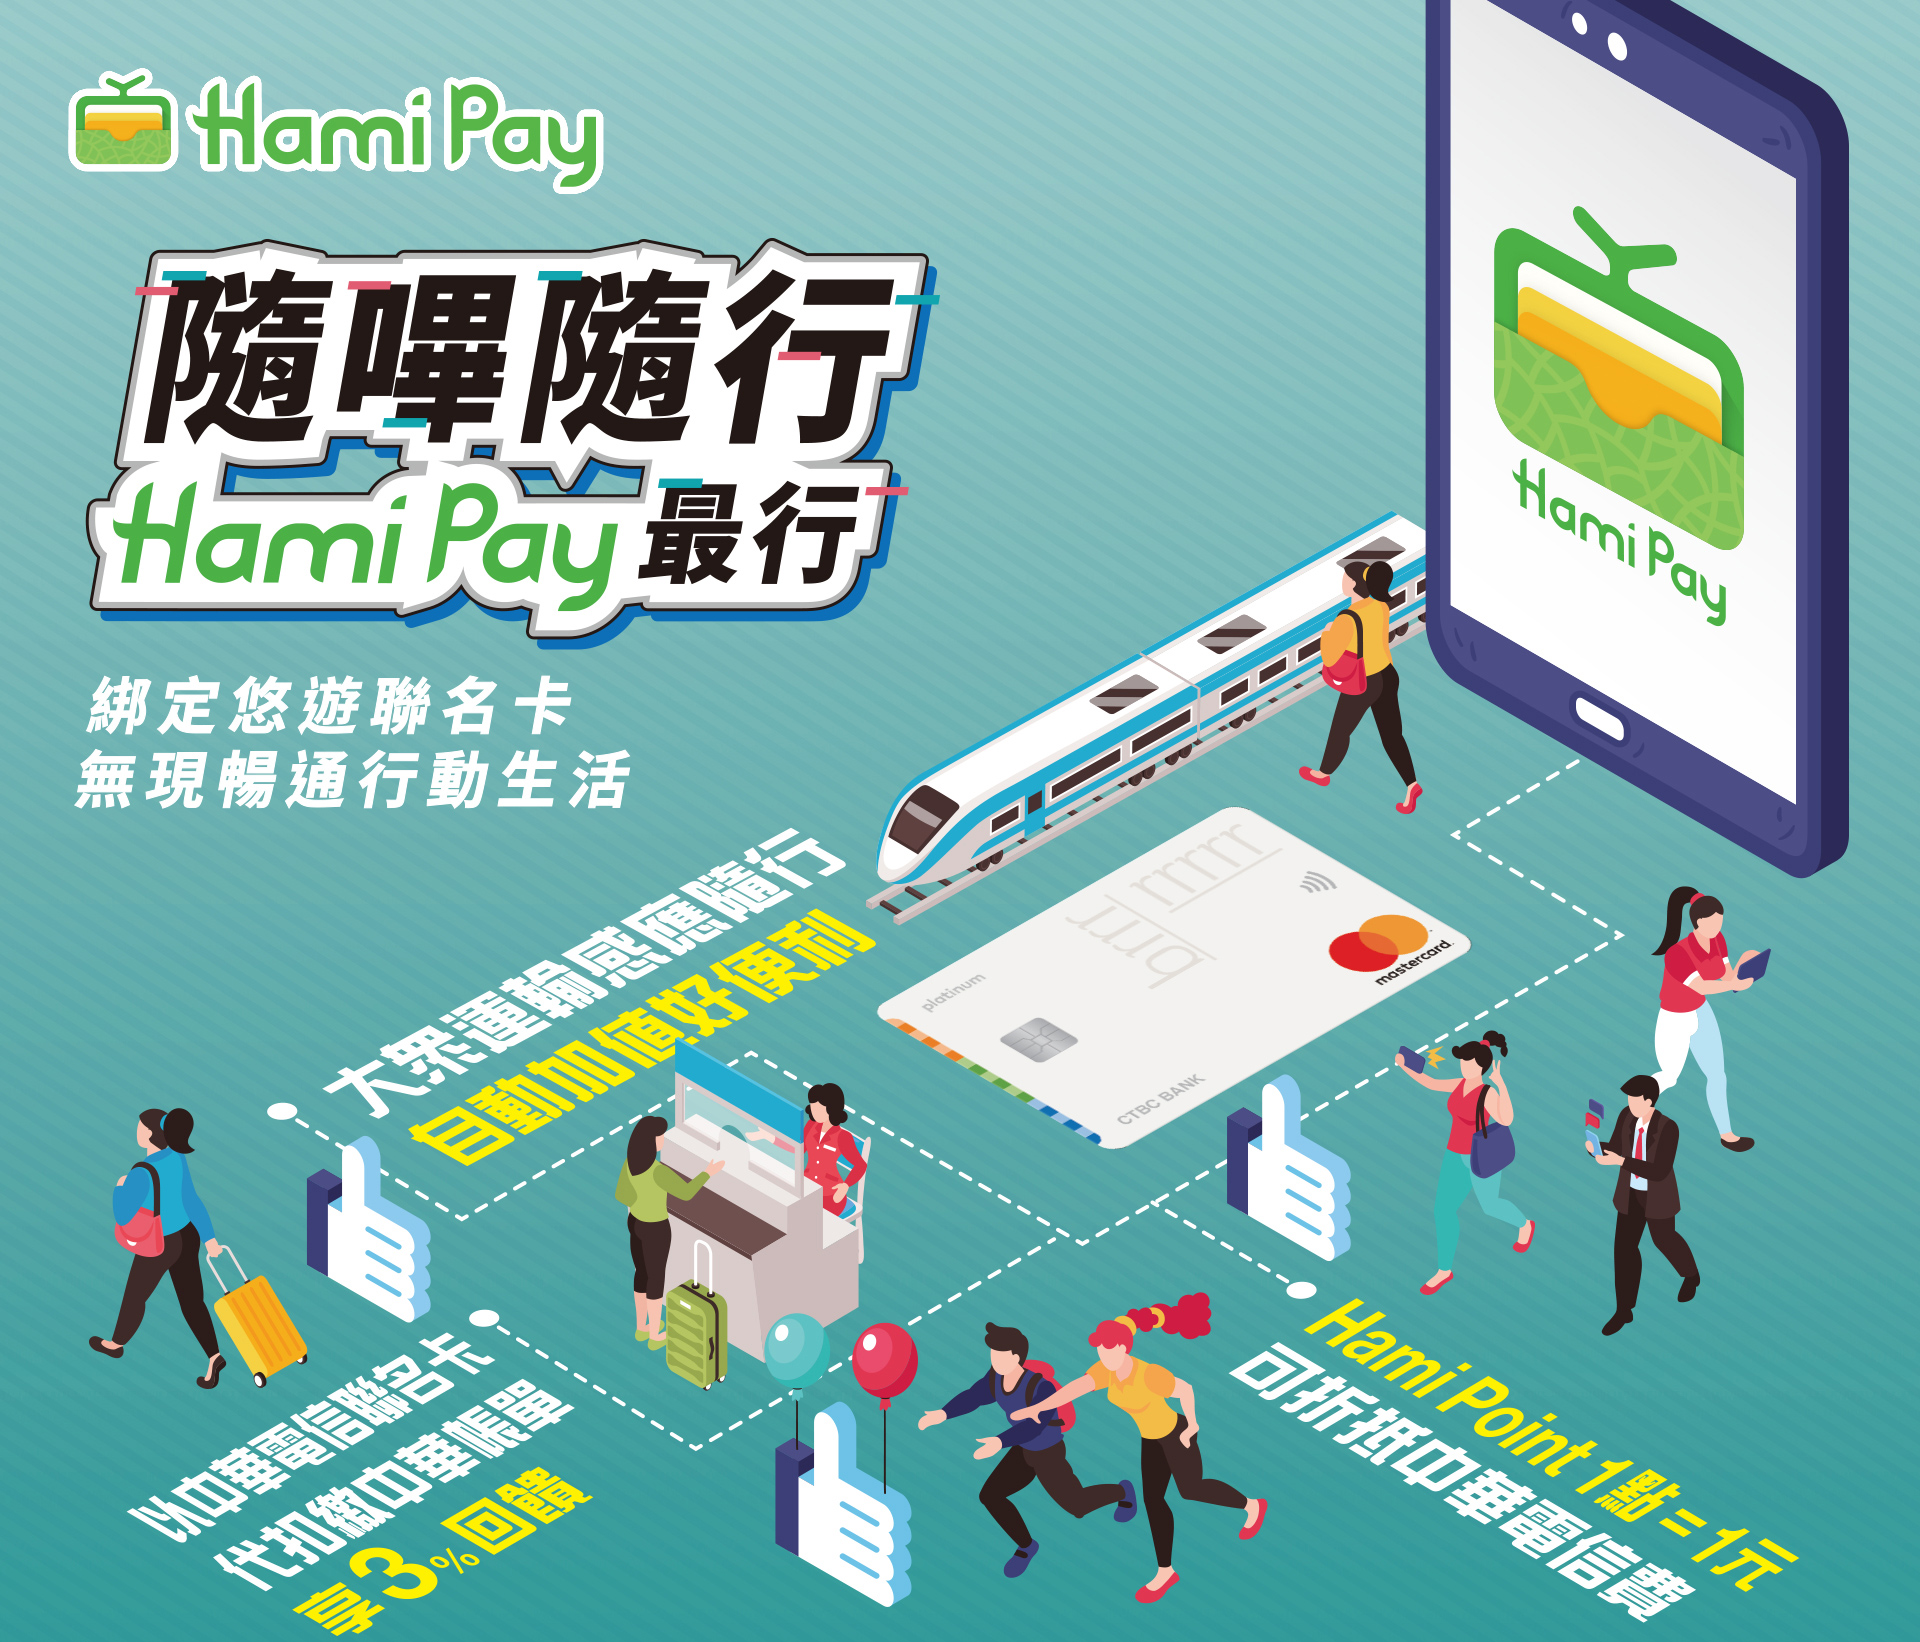 Hami Pay
隨嗶隨行
Hami Pay 最行
綁定悠遊聯名卡
無現暢通行動生活
Hami Pay
大眾運輸感應隨行
自動加值好便利
platinum
mastercard.
CTBC BANK
以中華電信聯名卡
代扣繳中華帳單
享3%回饋
Hami Point 1點=1元
可折抵中華電信費